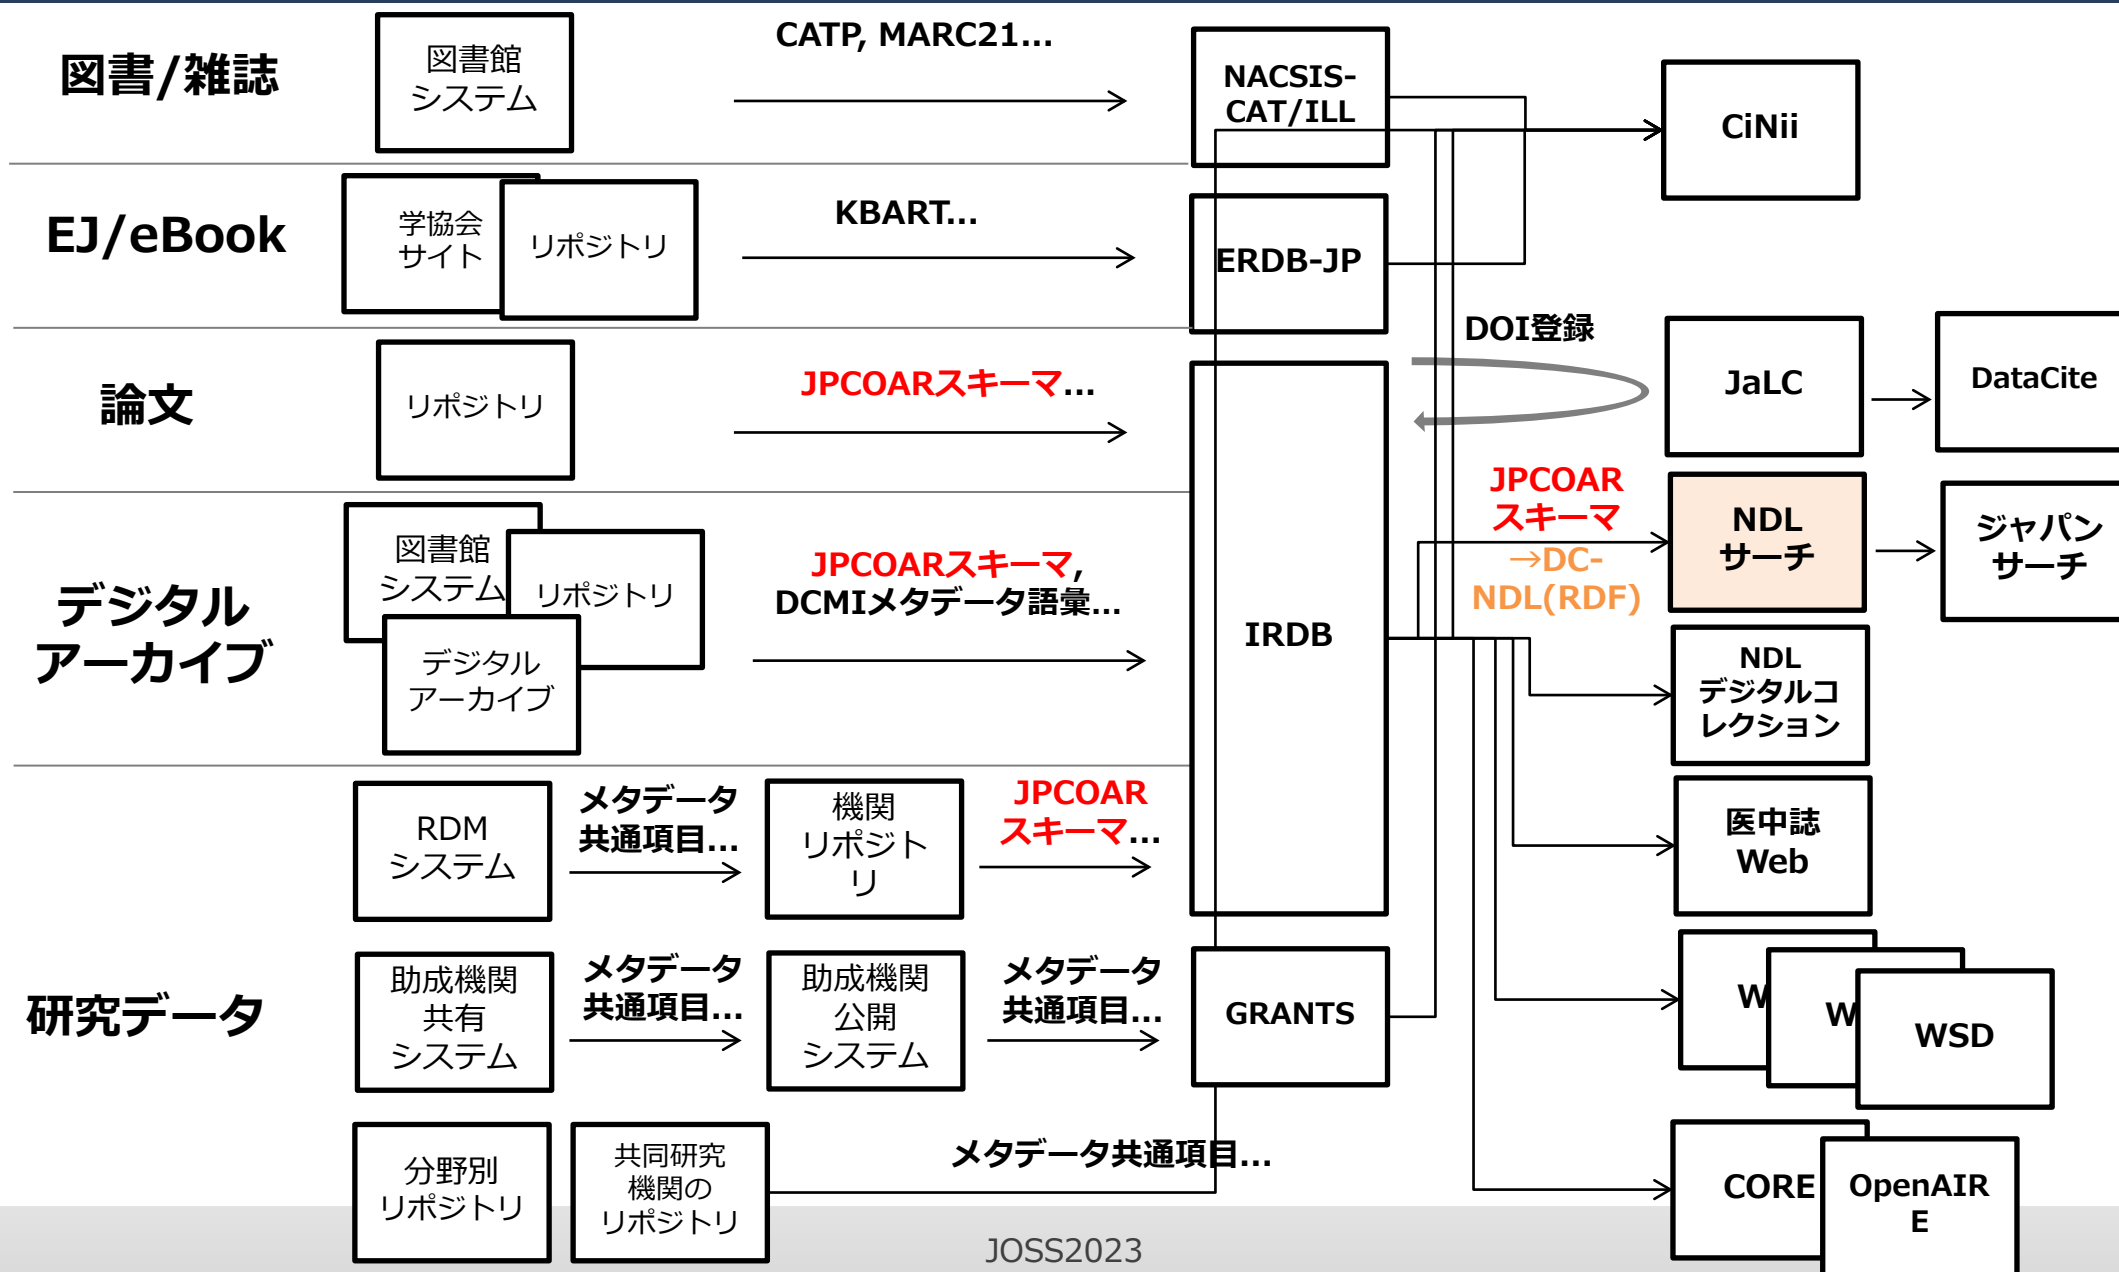 図書/雑誌
図書館
システム
CATP, MARC21...
NACSIS-
CAT/ILL
CiNii
EJ/eBook
学協会
サイト
リポジトリ
KBART...
ERDB-JP
論文
リポジトリ
JPCOARスキーマ...
DOI登録
JaLC
DataCite
デジタル
アーカイブ
図書館
システム
リポジトリ
デジタル
アーカイブ
JPCOARスキーマ,
DCMIメタデータ語彙...
IRDB
JPCOAR
スキーマ
→DC-
NDL(RDF)
NDL
サーチ
ジャパン
サーチ
NDL
デジタルコ
レクション
医中誌
Web
研究データ
RDM
システム
メタデータ
共通項目...
機関
リポジト
リ
JPCOAR
スキーマ...
助成機関
共有
システム
メタデータ
共通項目...
助成機関
公開
システム
メタデータ
共通項目...
GRANTS
W
W
WSD
分野別
リポジトリ
共同研究
機関の
リポジトリ
メタデータ共通項目...
CORE
OpenAIR
E
JOSS2023